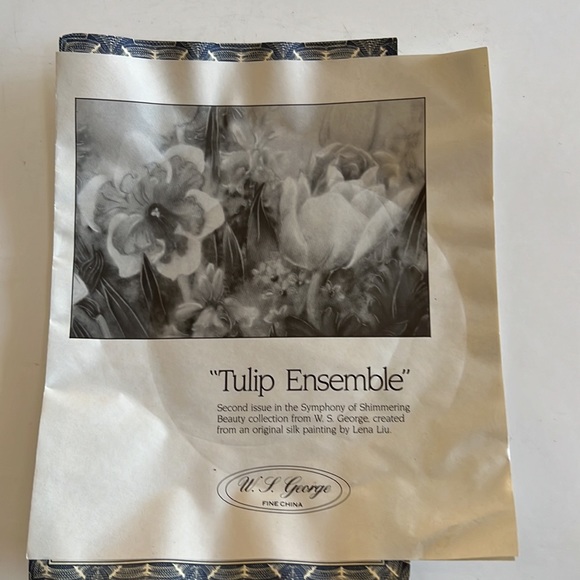 "Tulip Ensemble"
Second issue in the Symphony of Shimmering
Beauty collection from W. S. George, created
from an original silk painting by Lena Liu.
W. S. George
FINE CHINA